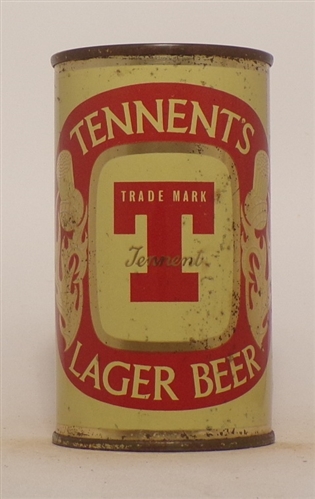 TENNENT'S
TRADE MARK
T
Tennent
LAGER BEER